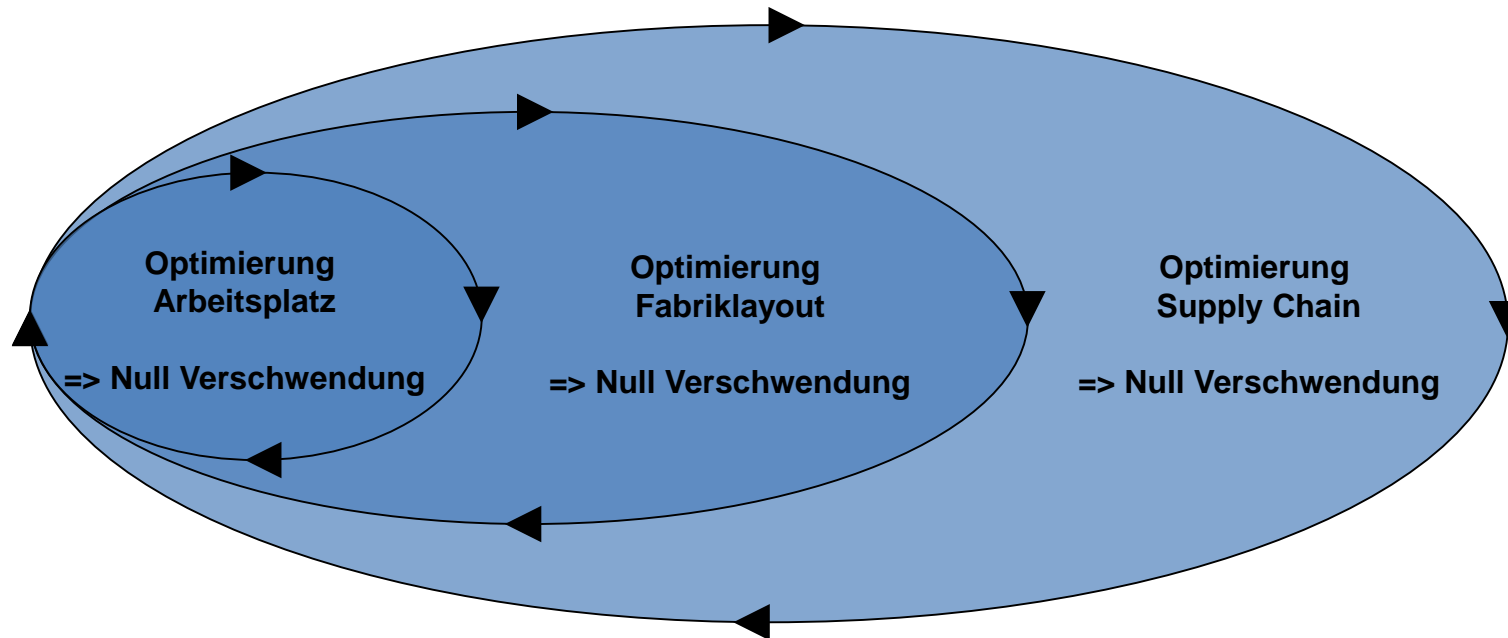 Optimierung
Arbeitsplatz
=> Null Verschwendung
Optimierung
Fabriklayout
=> Null Verschwendung
Optimierung
Supply Chain
=> Null Verschwendung